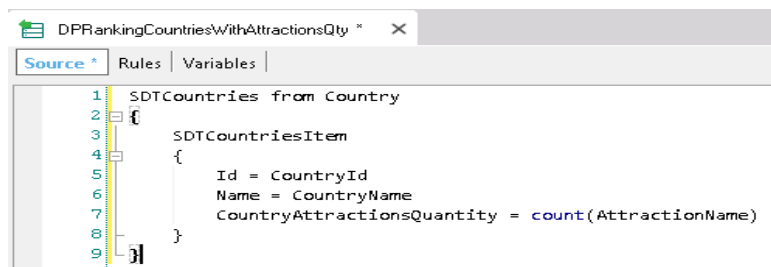 DPRankingCountriesWithAttractionsQty * ×
Source * Rules Variables
1 SDTCountries from Country
2 {
3 SDTCountriesItem
4 {
5 Id = CountryId
6 Name = CountryName
7 CountryAttractionsQuantity = count(AttractionName)
8 }
9 }